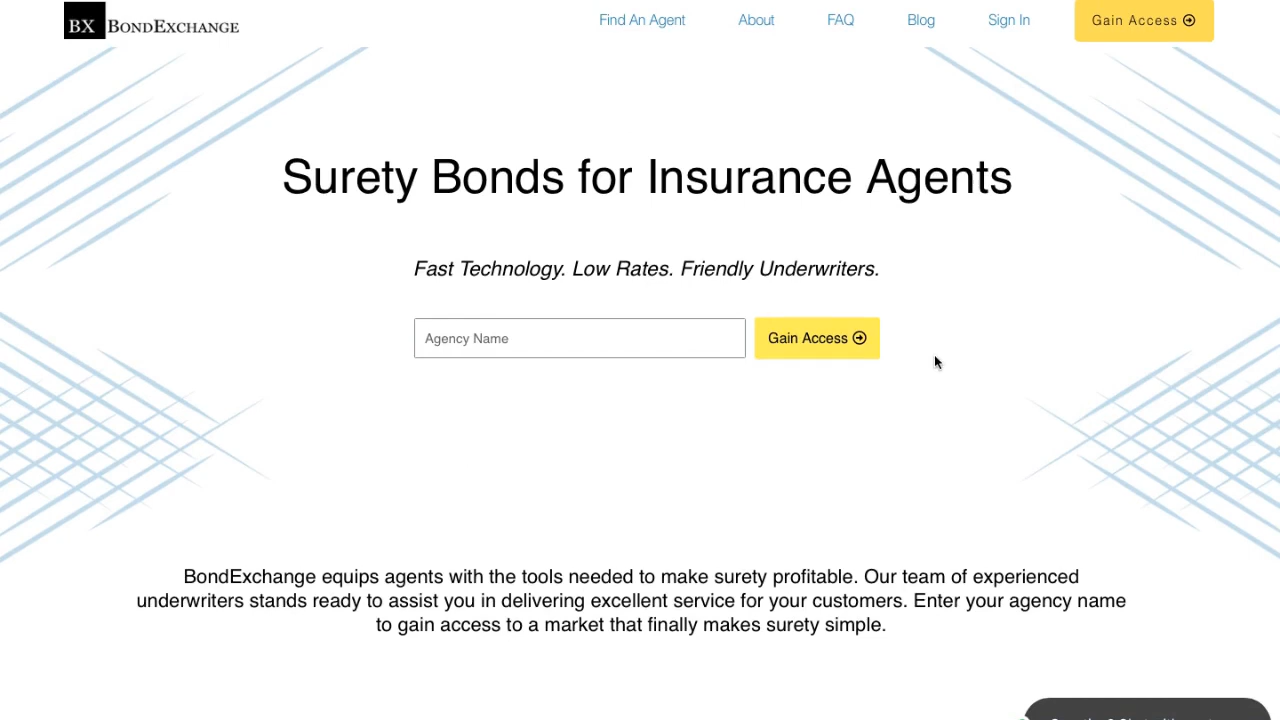 BX BONDEXCHANGE
Find An Agent
About
FAQ
Blog
Sign In
Gain Access
Surety Bonds for Insurance Agents
Fast Technology. Low Rates. Friendly Underwriters.
Agency Name
Gain Access
BondExchange equips agents with the tools needed to make surety profitable. Our team of experienced
underwriters stands ready to assist you in delivering excellent service for your customers. Enter your agency name
to gain access to a market that finally makes surety simple.